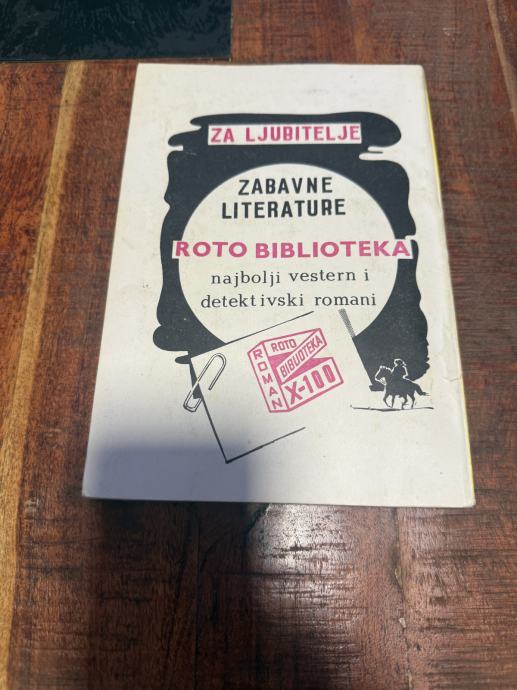 ZA LJUBITELJE
ZABAVNE
LITERATURE
ROTO BIBLIOTEKA
najbolji vestern i
detektivski romani
ROMAN
ROTO
BIBLIOTEKA
X-100